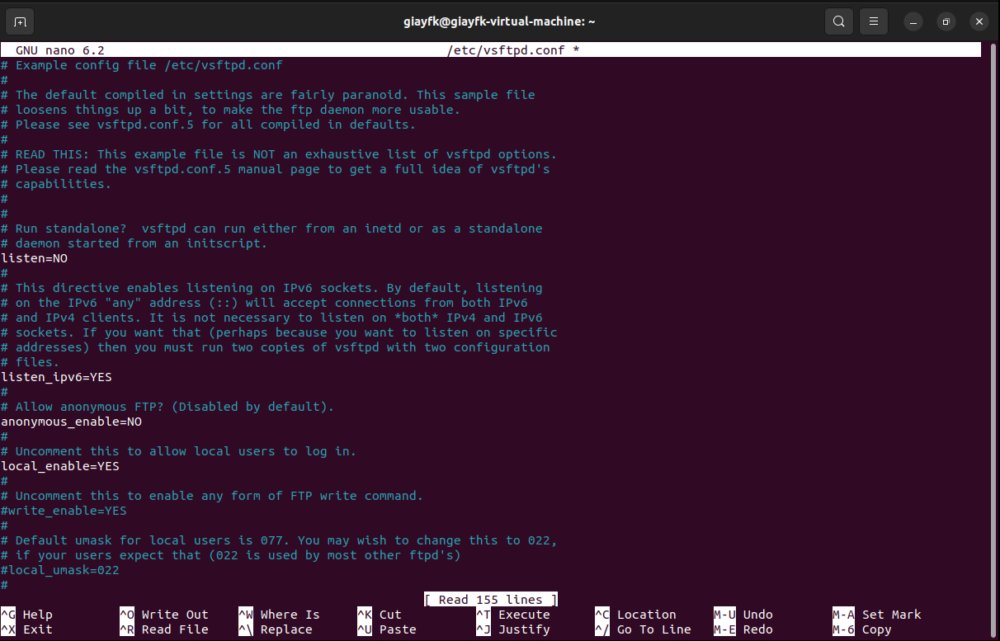 giayfk@giayfk-virtual-machine: ~
GNU nano 6.2 /etc/vsftpd.conf *
# Example config file /etc/vsftpd.conf
#
# The default compiled in settings are fairly paranoid. This sample file
# loosens things up a bit, to make the ftp daemon more usable.
# Please see vsftpd.conf.5 for all compiled in defaults.
#
# READ THIS: This example file is NOT an exhaustive list of vsftpd options.
# Please read the vsftpd.conf.5 manual page to get a full idea of vsftpd's
# capabilities.
#
#
# Run standalone?  vsftpd can run either from an inetd or as a standalone
# daemon started from an initscript.
listen=NO
#
# This directive enables listening on IPv6 sockets. By default, listening
# on the IPv6 "any" address (::) will accept connections from both IPv6
# and IPv4 clients. It is not necessary to listen on *both* IPv4 and IPv6
# sockets. If you want that (perhaps because you want to listen on specific
# addresses) then you must run two copies of vsftpd with two configuration
# files.
listen_ipv6=YES
#
# Allow anonymous FTP? (Disabled by default).
anonymous_enable=NO
#
# Uncomment this to allow local users to log in.
local_enable=YES
#
# Uncomment this to enable any form of FTP write command.
#write_enable=YES
#
# Default umask for local users is 077. You may wish to change this to 022,
# if your users expect that (022 is used by most other ftpd's)
#local_umask=022
#
[ Read 155 lines ]
^G Help ^O Write Out ^W Where Is ^K Cut ^T Execute ^C Location M-U Undo M-A Set Mark
^X Exit ^R Read File ^\ Replace ^U Paste ^J Justify ^/ Go To Line M-E Redo M-6 Copy